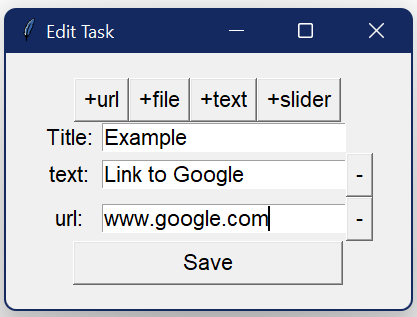 Edit Task
+url +file +text +slider
Title: Example
text: Link to Google -
url: www.google.com -
Save